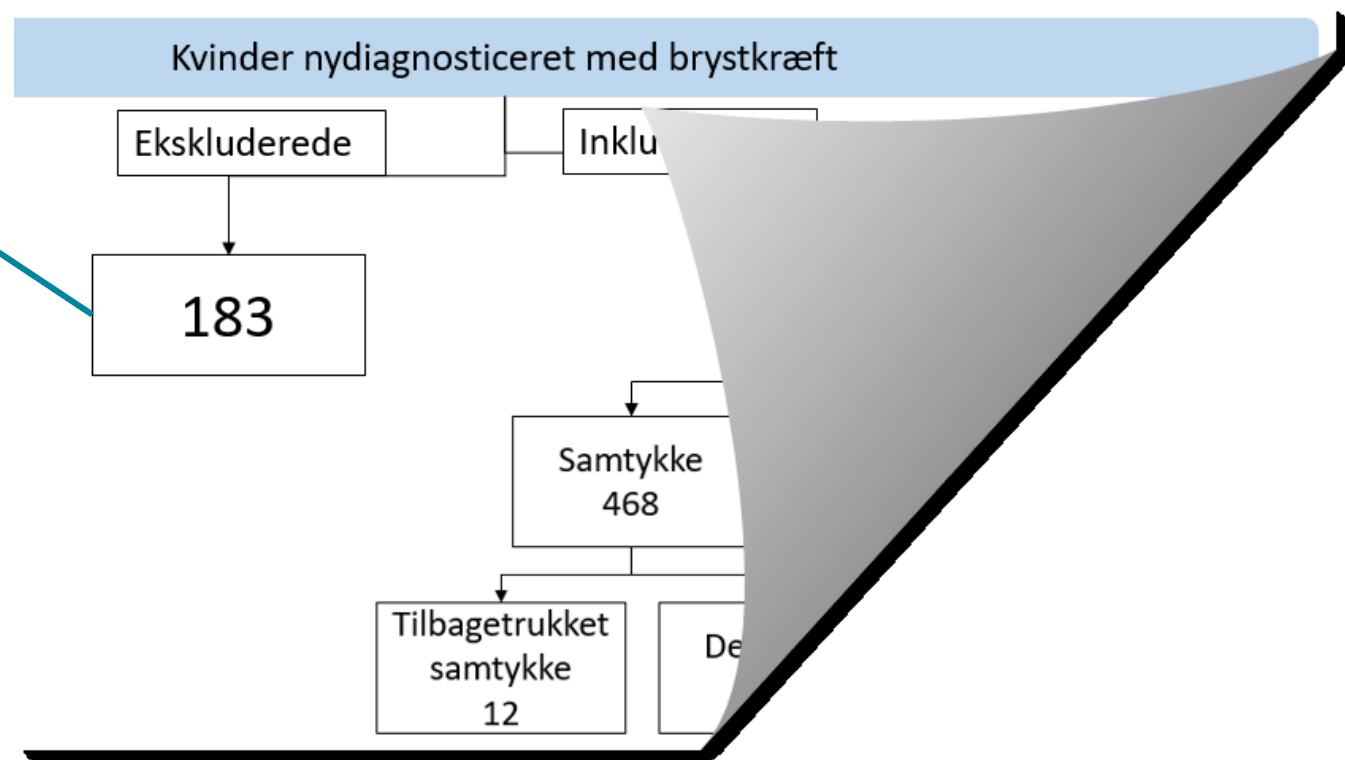 Kvinder nydiagnosticeret med brystkræft
Ekskluderede
183
Samtykke
468
Tilbagetrukket
samtykke
12